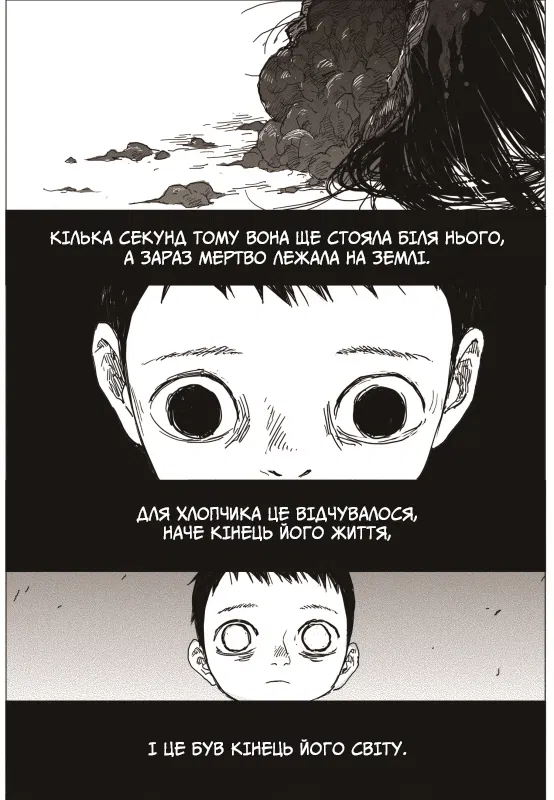 КІЛЬКА СЕКУНД ТОМУ ВОНА ЩЕ СТОЯЛА БІЛЯ НЬОГО,
А ЗАРАЗ МЕРТВО ЛЕЖАЛА НА ЗЕМЛІ.
ДЛЯ ХЛОПЧИКА ЦЕ ВІДЧУВАЛОСЯ,
НАЧЕ КІНЕЦЬ ЙОГО ЖИТТЯ,
І ЦЕ БУВ КІНЕЦЬ ЙОГО СВІТУ.